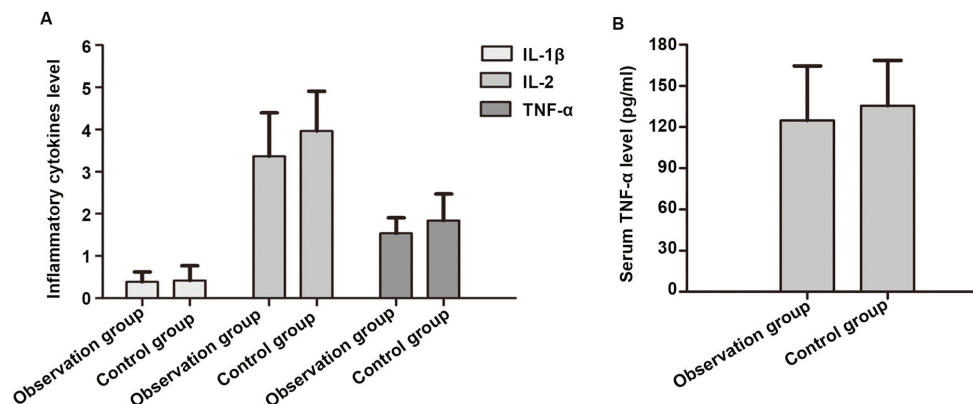 A
Inflammatory cytokines level
6
5
4
3
2
1
0
Observation group
Control group
Observation group
Control group
Observation group
Control group
IL-1β
IL-2
TNF-α
B
Serum TNF-α level (pg/ml)
180
150
120
90
60
30
0
Observation group
Control group